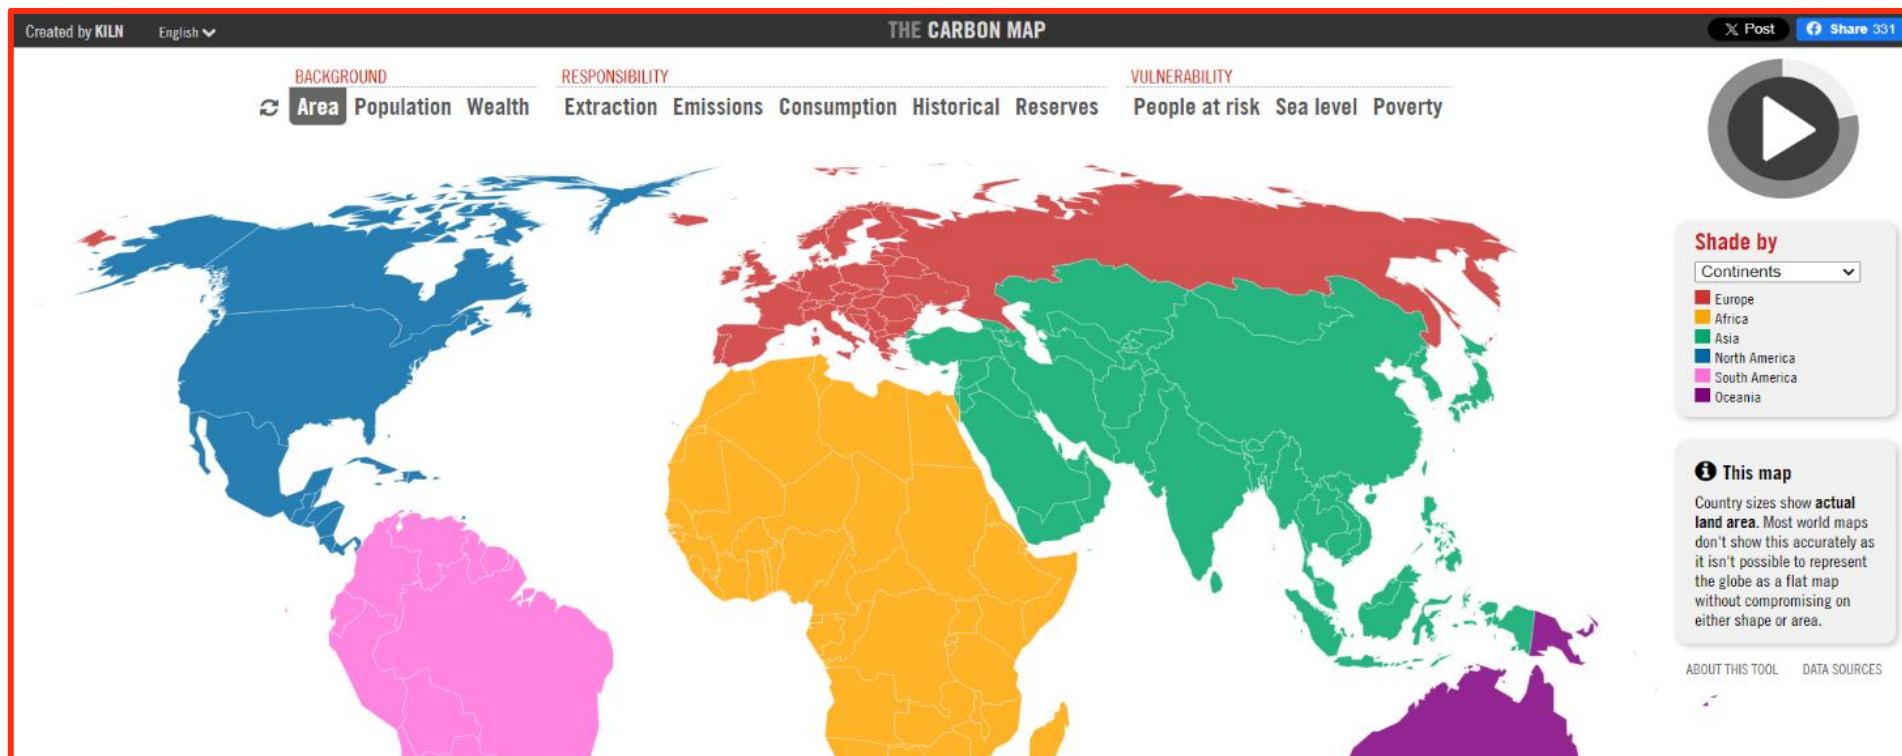 Created by KILN English THE CARBON MAP X Post Share 331
BACKGROUND RESPONSIBILITY VULNERABILITY
Area Population Wealth Extraction Emissions Consumption Historical Reserves People at risk Sea level Poverty
Shade by
Continents
Europe
Africa
Asia
North America
South America
Oceania
This map
Country sizes show actual
land area. Most world maps
don't show this accurately as
it isn't possible to represent
the globe as a flat map
without compromising on
either shape or area.
ABOUT THIS TOOL DATA SOURCES